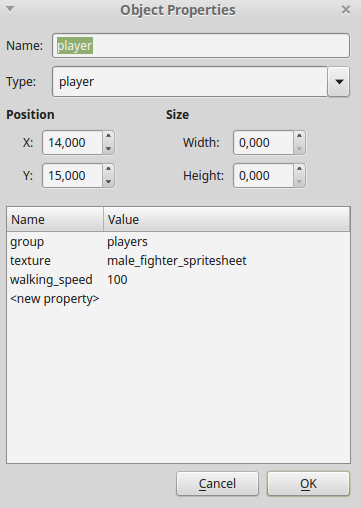 Object Properties
Name: player
Type: player
Position Size
X: 14,000 Width: 0,000
Y: 15,000 Height: 0,000
Name Value
group players
texture male_fighter_spritesheet
walking_speed 100
<new property>
Cancel OK